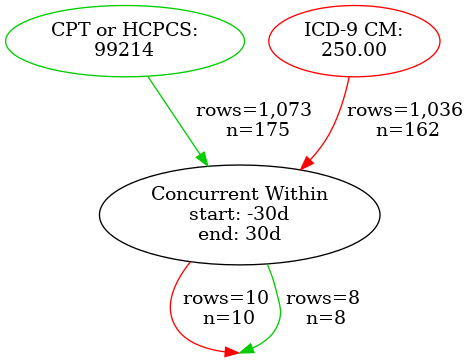 CPT or HCPCS:
99214
ICD-9 CM:
250.00
rows=1,073
n=175
rows=1,036
n=162
Concurrent Within
start: -30d
end: 30d
rows=10
n=10
rows=8
n=8